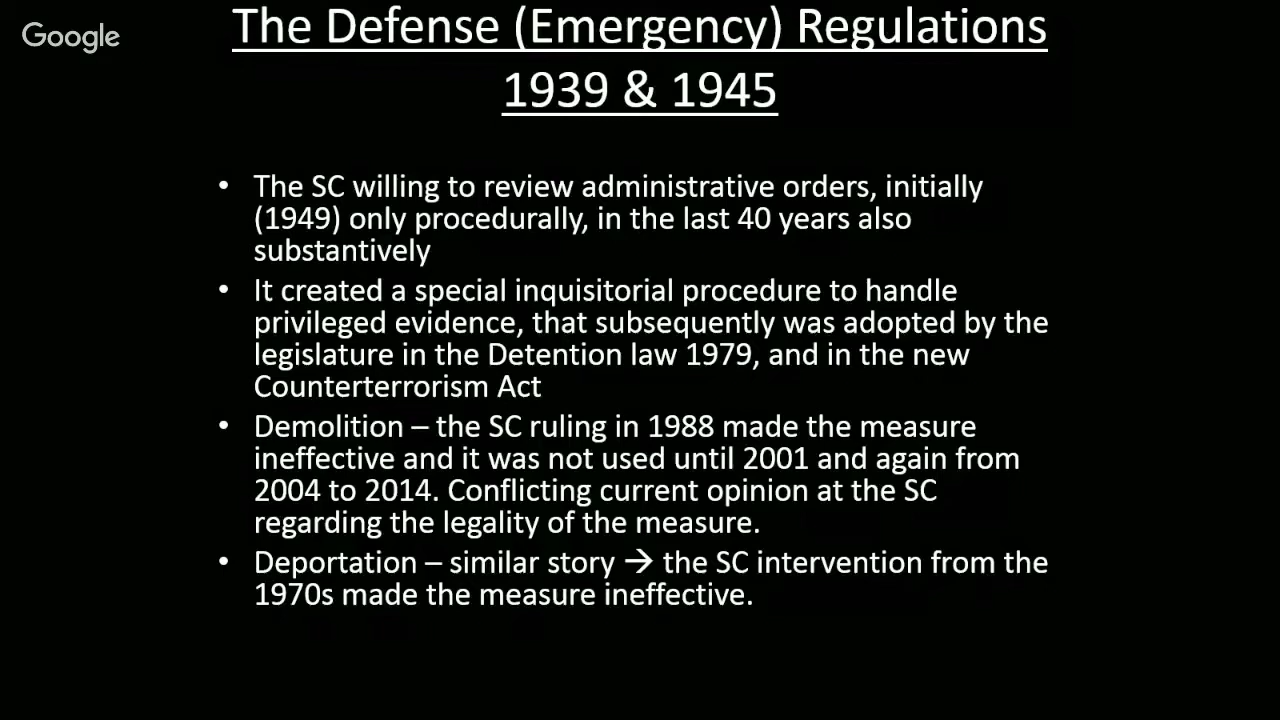 Google
The Defense (Emergency) Regulations
1939 & 1945
• The SC willing to review administrative orders, initially
(1949) only procedurally, in the last 40 years also
substantively
• It created a special inquisitorial procedure to handle
privileged evidence, that subsequently was adopted by the
legislature in the Detention law 1979, and in the new
Counterterrorism Act
• Demolition – the SC ruling in 1988 made the measure
ineffective and it was not used until 2001 and again from
2004 to 2014. Conflicting current opinion at the SC
regarding the legality of the measure.
• Deportation – similar story → the SC intervention from the
1970s made the measure ineffective.